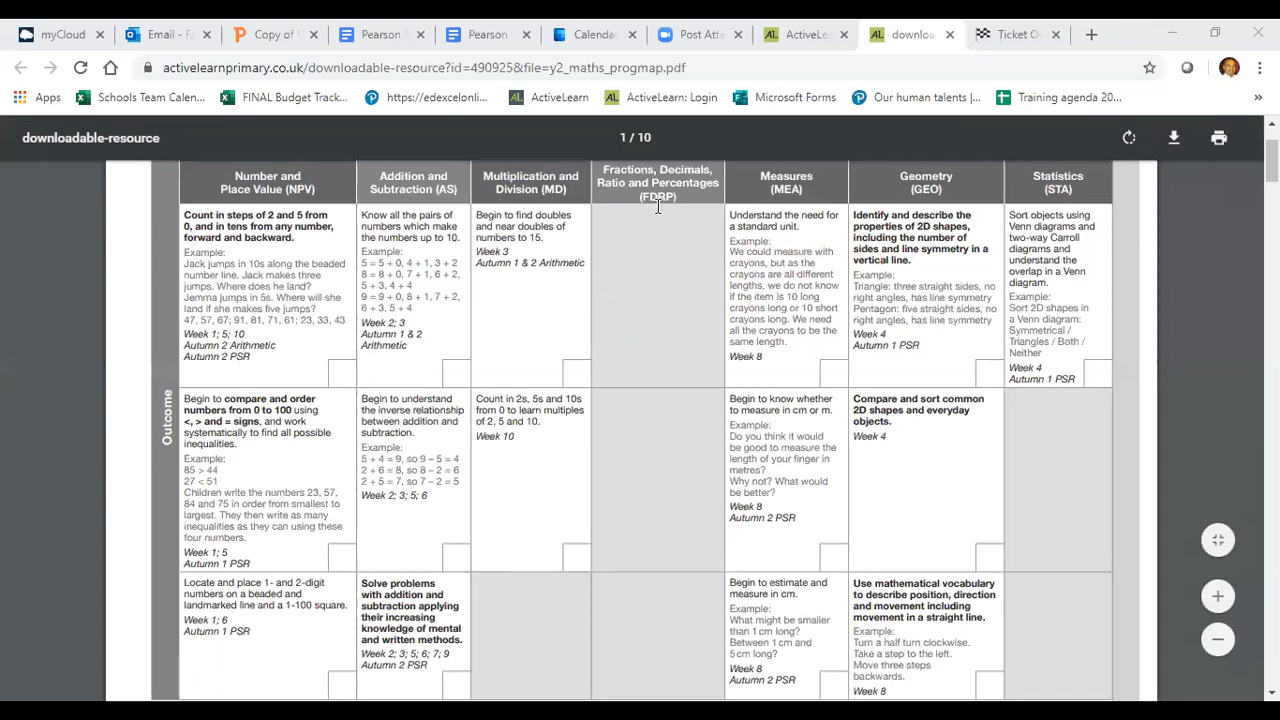 myCloud
Email - F
Copy of
Pearson
Pearson
Calenda
Post Atte
ActiveLe
downloa
Ticket O
activelearnprimary.co.uk/downloadable-resource?id=490925&file=y2_maths_progmap.pdf
Apps
Schools Team Calen...
FINAL Budget Track...
https://edexcelonli...
ActiveLearn
ActiveLearn: Login
Microsoft Forms
Our human talents |...
Training agenda 20...
»
downloadable-resource
1 / 10
Outcome
Number and
Place Value (NPV)
Addition and
Subtraction (AS)
Multiplication and
Division (MD)
Fractions, Decimals,
Ratio and Percentages
(FDRP)
Measures
(MEA)
Geometry
(GEO)
Statistics
(STA)
Count in steps of 2 and 5 from
0, and in tens from any number,
forward and backward.
Example:
Jack jumps in 10s along the beaded
number line. Jack makes three
jumps. Where does he land?
Jemma jumps in 5s. Where will she
land if she makes five jumps?
47, 57, 67; 91, 81, 71, 61; 23, 33, 43
Week 1; 5; 10
Autumn 2 Arithmetic
Autumn 2 PSR
Know all the pairs of
numbers which make
the numbers up to 10.
Example:
5 = 5 + 0, 4 + 1, 3 + 2
8 = 8 + 0, 7 + 1, 6 + 2,
5 + 3, 4 + 4
9 = 9 + 0, 8 + 1, 7 + 2,
6 + 3, 5 + 4
Week 2; 3
Autumn 1 & 2
Arithmetic
Begin to find doubles
and near doubles of
numbers to 15.
Week 3
Autumn 1 & 2 Arithmetic
Understand the need for
a standard unit.
Example:
We could measure with
crayons, but as the
crayons are all different
lengths, we do not know
if the item is 10 long
crayons long or 10 short
crayons long. We need
all the crayons to be the
same length.
Week 8
Identify and describe the
properties of 2D shapes,
including the number of
sides and line symmetry in a
vertical line.
Example:
Triangle: three straight sides, no
right angles, has line symmetry
Pentagon: five straight sides, no
right angles, has line symmetry
Week 4
Autumn 1 PSR
Sort objects using
Venn diagrams and
two-way Carroll
diagrams and
understand the
overlap in a Venn
diagram.
Example:
Sort 2D shapes in
a Venn diagram:
Symmetrical /
Triangles / Both /
Neither
Week 4
Autumn 1 PSR
Begin to compare and order
numbers from 0 to 100 using
<, > and = signs, and work
systematically to find all possible
inequalities.
Example:
85 > 44
27 < 51
Children write the numbers 23, 57,
84 and 75 in order from smallest to
largest. They then write as many
inequalities as they can using these
four numbers.
Week 1; 5
Autumn 1 PSR
Begin to understand
the inverse relationship
between addition and
subtraction.
Example:
5 + 4 = 9, so 9 – 5 = 4
2 + 6 = 8, so 8 – 2 = 6
2 + 5 = 7, so 7 – 2 = 5
Week 2; 3; 5; 6
Count in 2s, 5s and 10s
from 0 to learn multiples
of 2, 5 and 10.
Week 10
Begin to know whether
to measure in cm or m.
Example:
Do you think it would
be good to measure the
length of your finger in
metres?
Why not? What would
be better?
Week 8
Autumn 2 PSR
Compare and sort common
2D shapes and everyday
objects.
Week 4
Locate and place 1- and 2-digit
numbers on a beaded and
landmarked line and a 1-100 square.
Week 1; 6
Autumn 1 PSR
Solve problems
with addition and
subtraction applying
their increasing
knowledge of mental
and written methods.
Week 2; 3; 5; 6; 7; 9
Autumn 2 PSR
Begin to estimate and
measure in cm.
Example:
What might be smaller
than 1 cm long?
Between 1 cm and
5 cm long?
Week 8
Autumn 2 PSR
Use mathematical vocabulary
to describe position, direction
and movement including
movement in a straight line.
Example:
Turn a half turn clockwise.
Take a step to the left.
Move three steps
backwards.
Week 8